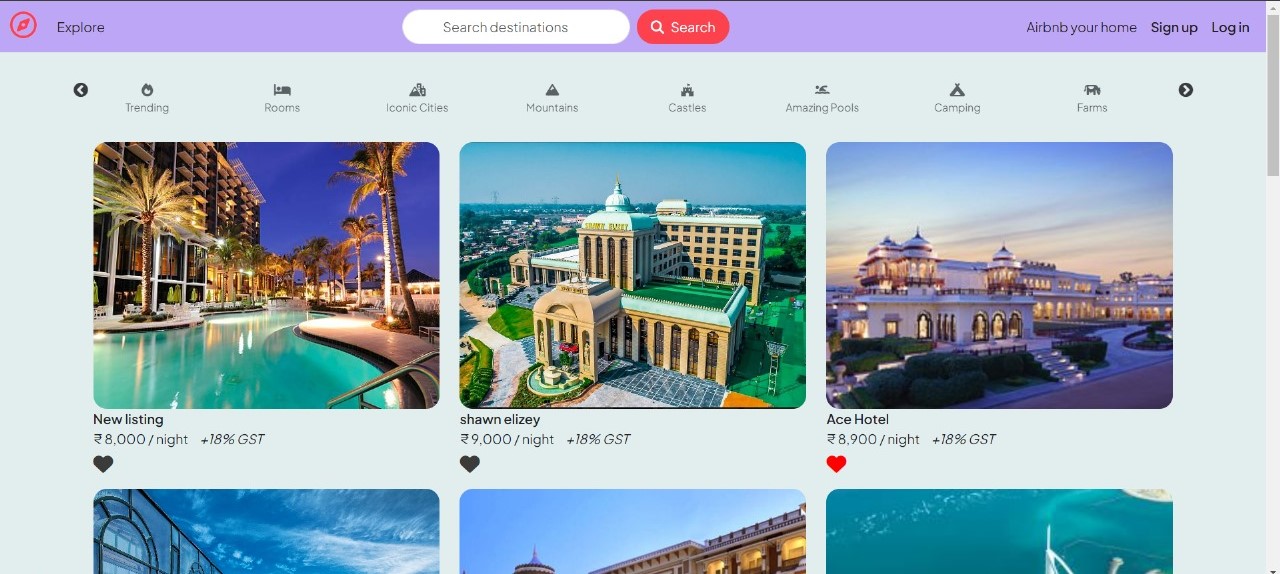 Explore
Search destinations
Search
Airbnb your home Sign up Log in
Trending Rooms Iconic Cities Mountains Castles Amazing Pools Camping Farms
New listing
₹ 8,000 / night +18% GST
shawn elizey
₹ 9,000 / night +18% GST
Ace Hotel
₹ 8,900 / night +18% GST